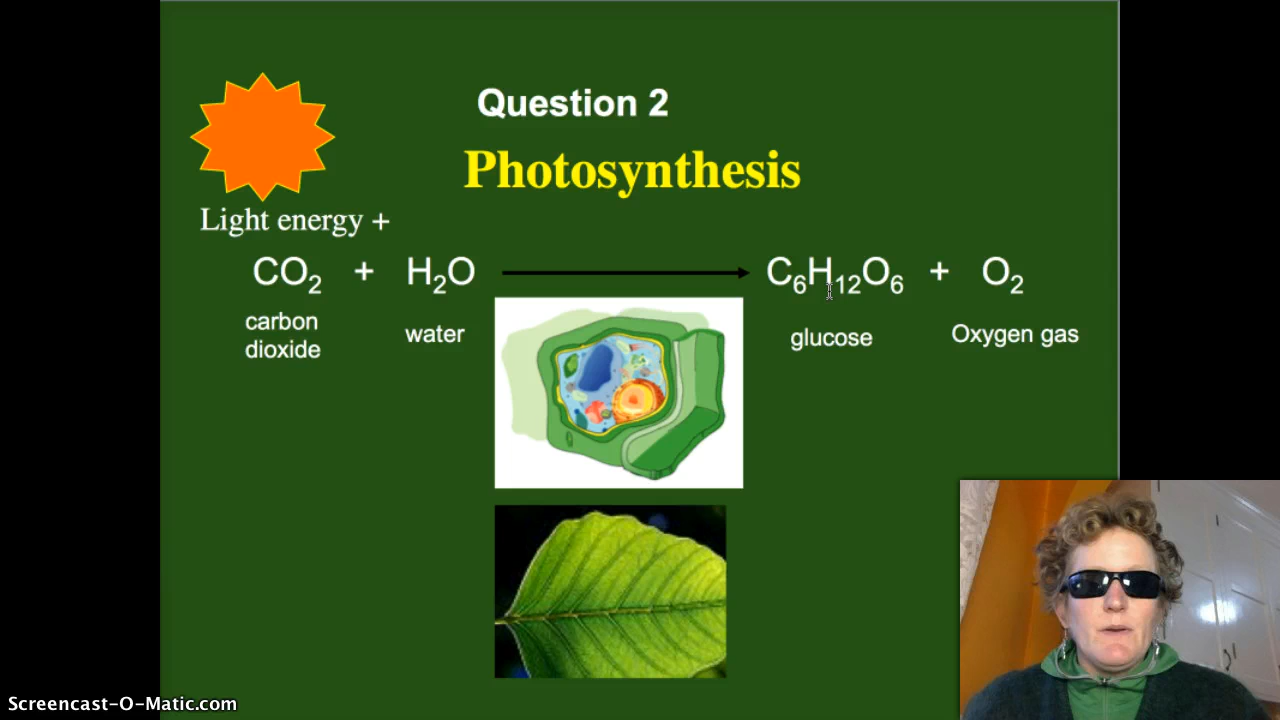 Question 2
Photosynthesis
Light energy +
CO₂ + H₂O C₆H₁₂O₆ + O₂
carbon
dioxide
water
glucose
Oxygen gas
Screencast-O-Matic.com